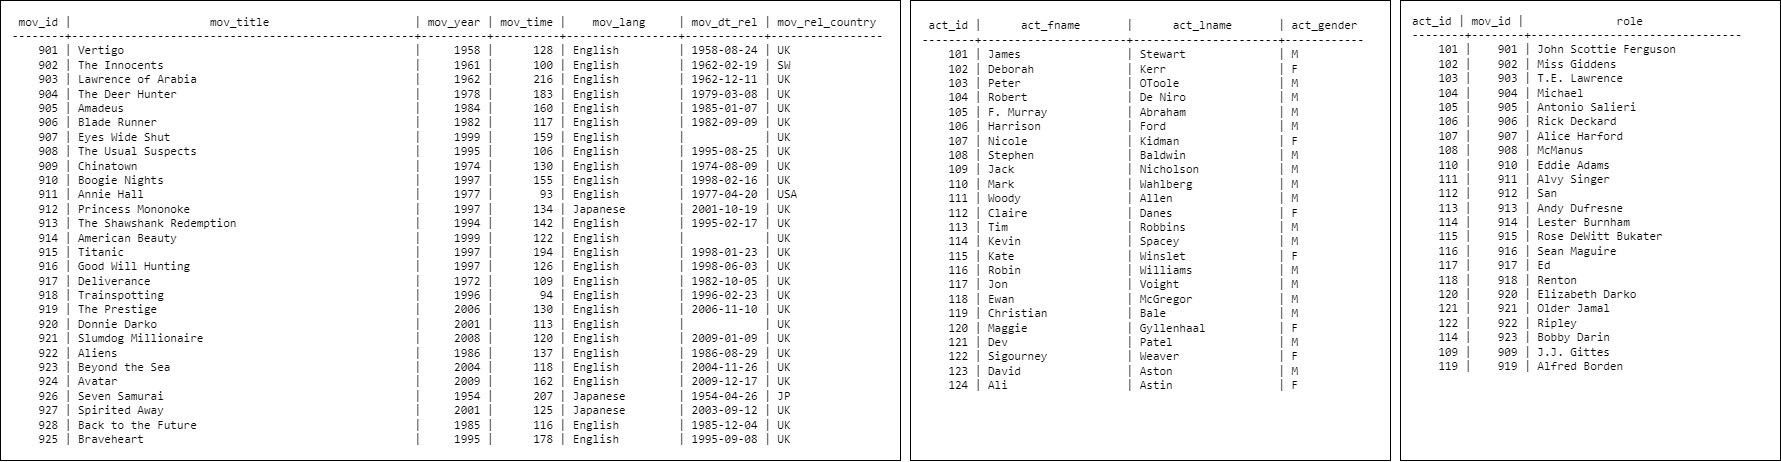 mov_id | mov_title | mov_year | mov_time | mov_lang | mov_dt_rel | mov_rel_country
901 | Vertigo | 1958 | 128 | English | 1958-08-24 | UK
902 | The Innocents | 1961 | 100 | English | 1962-02-19 | SW
903 | Lawrence of Arabia | 1962 | 216 | English | 1962-12-11 | UK
904 | The Deer Hunter | 1978 | 183 | English | 1979-03-08 | UK
905 | Amadeus | 1984 | 160 | English | 1985-01-07 | UK
906 | Blade Runner | 1982 | 117 | English | 1982-09-09 | UK
907 | Eyes Wide Shut | 1999 | 159 | English | | UK
908 | The Usual Suspects | 1995 | 106 | English | 1995-08-25 | UK
909 | Chinatown | 1974 | 130 | English | 1974-08-09 | UK
910 | Boogie Nights | 1997 | 155 | English | 1998-02-16 | UK
911 | Annie Hall | 1977 | 93 | English | 1977-04-20 | USA
912 | Princess Mononoke | 1997 | 134 | Japanese | 2001-10-19 | UK
913 | The Shawshank Redemption | 1994 | 142 | English | 1995-02-17 | UK
914 | American Beauty | 1999 | 122 | English | | UK
915 | Titanic | 1997 | 194 | English | 1998-01-23 | UK
916 | Good Will Hunting | 1997 | 126 | English | 1998-06-03 | UK
917 | Deliverance | 1972 | 109 | English | 1982-10-05 | UK
918 | Trainspotting | 1996 | 94 | English | 1996-02-23 | UK
919 | The Prestige | 2006 | 130 | English | 2006-11-10 | UK
920 | Donnie Darko | 2001 | 113 | English | | UK
921 | Slumdog Millionaire | 2008 | 120 | English | 2009-01-09 | UK
922 | Aliens | 1986 | 137 | English | 1986-08-29 | UK
923 | Beyond the Sea | 2004 | 118 | English | 2004-11-26 | UK
924 | Avatar | 2009 | 162 | English | 2009-12-17 | UK
926 | Seven Samurai | 1954 | 207 | Japanese | 1954-04-26 | JP
927 | Spirited Away | 2001 | 125 | Japanese | 2003-09-12 | UK
928 | Back to the Future | 1985 | 116 | English | 1985-12-04 | UK
925 | Braveheart | 1995 | 178 | English | 1995-09-08 | UK
act_id | act_fname | act_lname | act_gender
101 | James | Stewart | M
102 | Deborah | Kerr | F
103 | Peter | OToole | M
104 | Robert | De Niro | M
105 | F. Murray | Abraham | M
106 | Harrison | Ford | M
107 | Nicole | Kidman | F
108 | Stephen | Baldwin | M
109 | Jack | Nicholson | M
110 | Mark | Wahlberg | M
111 | Woody | Allen | M
112 | Claire | Danes | F
113 | Tim | Robbins | M
114 | Kevin | Spacey | M
115 | Kate | Winslet | F
116 | Robin | Williams | M
117 | Jon | Voight | M
118 | Ewan | McGregor | M
119 | Christian | Bale | M
120 | Maggie | Gyllenhaal | F
121 | Dev | Patel | M
122 | Sigourney | Weaver | F
123 | David | Aston | M
124 | Ali | Astin | F
act_id | mov_id | role
101 | 901 | John Scottie Ferguson
102 | 902 | Miss Giddens
103 | 903 | T.E. Lawrence
104 | 904 | Michael
105 | 905 | Antonio Salieri
106 | 906 | Rick Deckard
107 | 907 | Alice Harford
108 | 908 | McManus
110 | 910 | Eddie Adams
111 | 911 | Alvy Singer
112 | 912 | San
113 | 913 | Andy Dufresne
114 | 914 | Lester Burnham
115 | 915 | Rose DeWitt Bukater
116 | 916 | Sean Maguire
117 | 917 | Ed
118 | 918 | Renton
120 | 920 | Elizabeth Darko
121 | 921 | Older Jamal
122 | 922 | Ripley
114 | 923 | Bobby Darin
109 | 909 | J.J. Gittes
119 | 919 | Alfred Borden